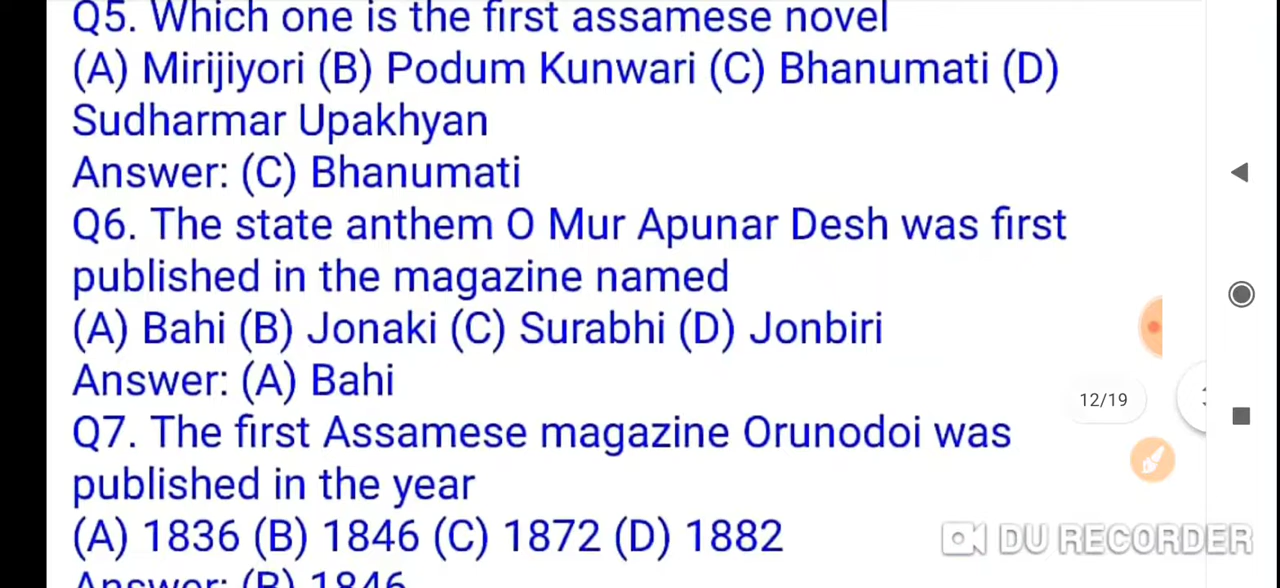 Q5. Which one is the first assamese novel
(A) Mirijiyori (B) Podum Kunwari (C) Bhanumati (D)
Sudharmar Upakhyan
Answer: (C) Bhanumati
Q6. The state anthem O Mur Apunar Desh was first
published in the magazine named
(A) Bahi (B) Jonaki (C) Surabhi (D) Jonbiri
Answer: (A) Bahi
12/19
Q7. The first Assamese magazine Orunodoi was
published in the year
(A) 1836 (B) 1846 (C) 1872 (D) 1882
DU RECORDER
Answer: (B) 1846